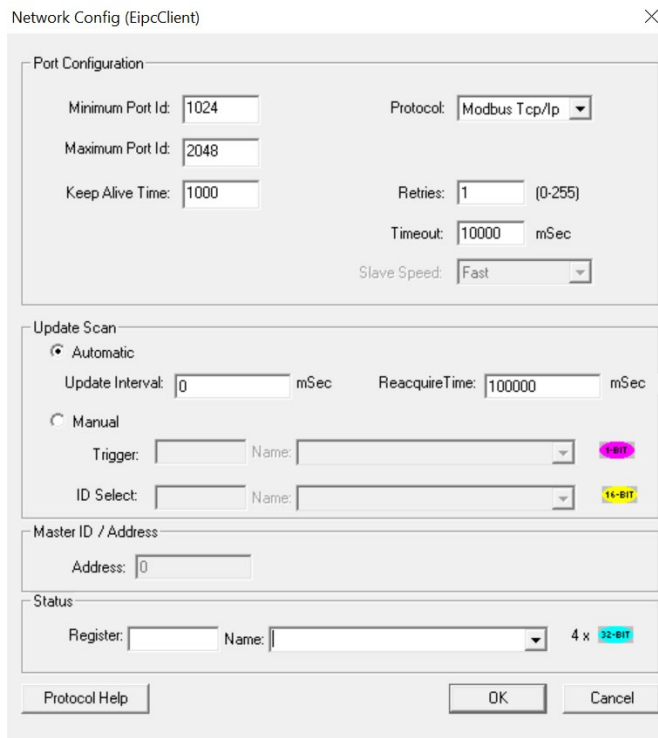 Network Config (EipcClient)
Port Configuration
Minimum Port Id: 1024 Protocol: Modbus Tcp/Ip
Maximum Port Id: 2048
Keep Alive Time: 1000 Retries: 1 (0-255)
Timeout: 10000 mSec
Slave Speed: Fast
Update Scan
Automatic
Update Interval: 0 mSec ReacquireTime: 100000 mSec
Manual
Trigger: Name: 1-BIT
ID Select: Name: 16-BIT
Master ID / Address
Address: 0
Status
Register: Name: 4 x 32-BIT
Protocol Help OK Cancel